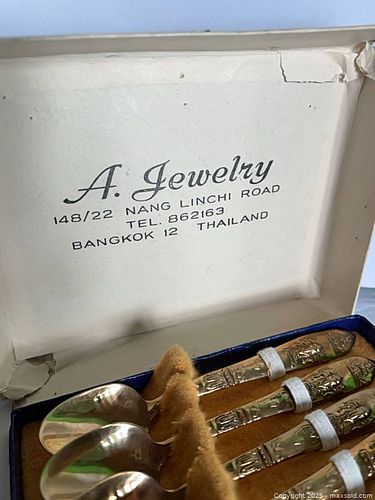 A. Jewelry
148/22 NANG LINCHI ROAD
TEL. 862163
BANGKOK 12 THAILAND
Copyright 2025 - maxsold.com